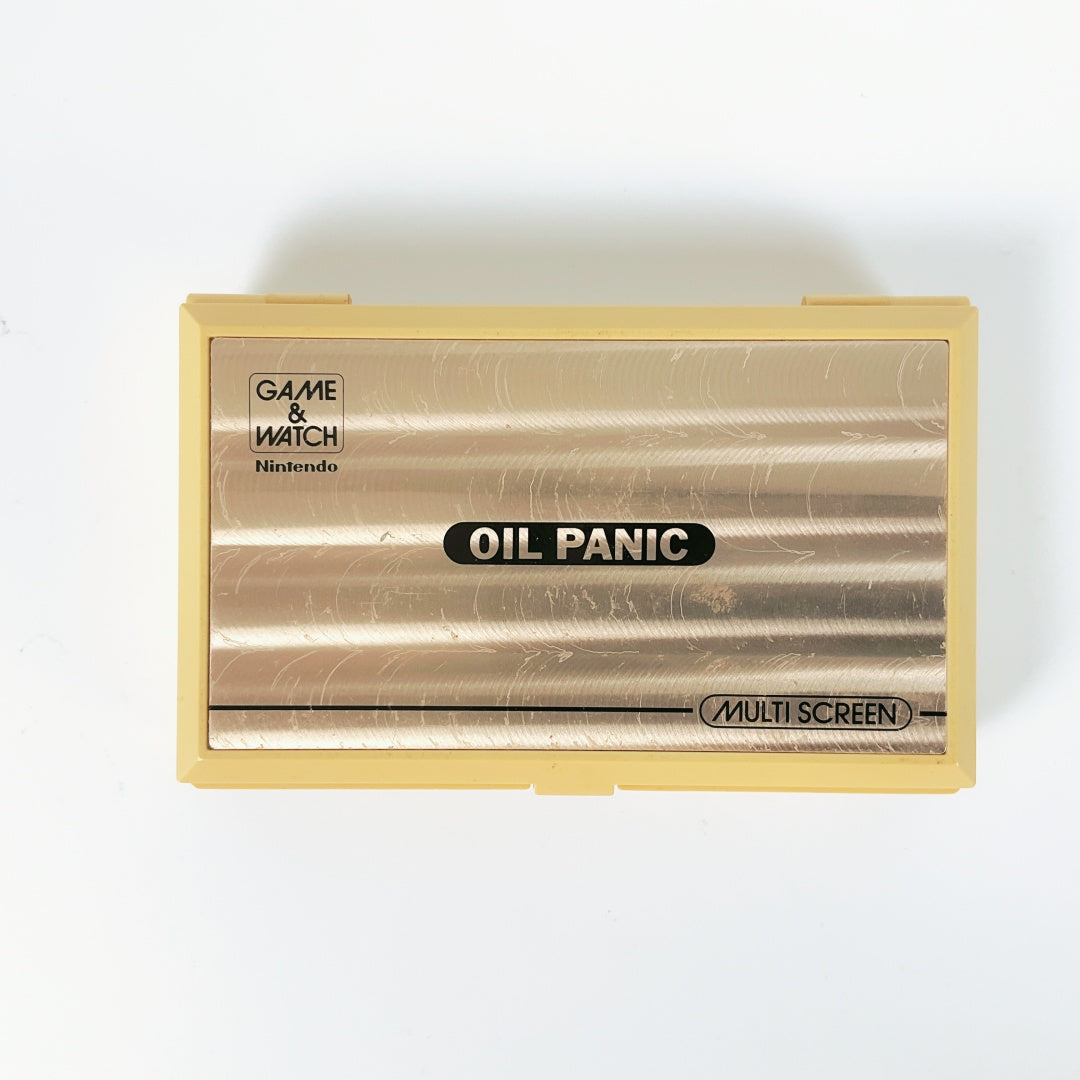 GAME
&
WATCH
Nintendo
OIL PANIC
MULTI SCREEN